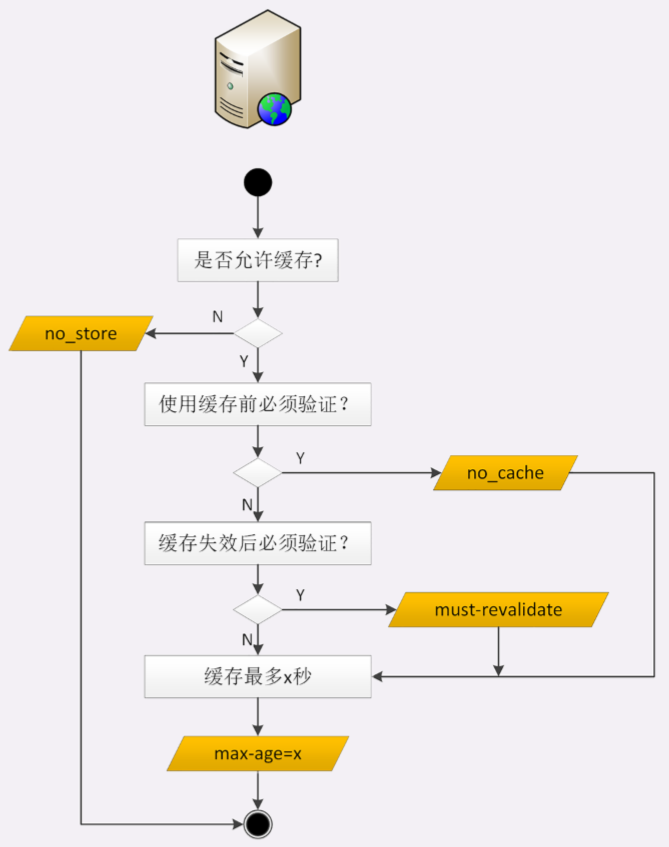 是否允许缓存?
N
no_store
Y
使用缓存前必须验证？
Y
no_cache
N
缓存失效后必须验证？
Y
must-revalidate
N
缓存最多x秒
max-age=x